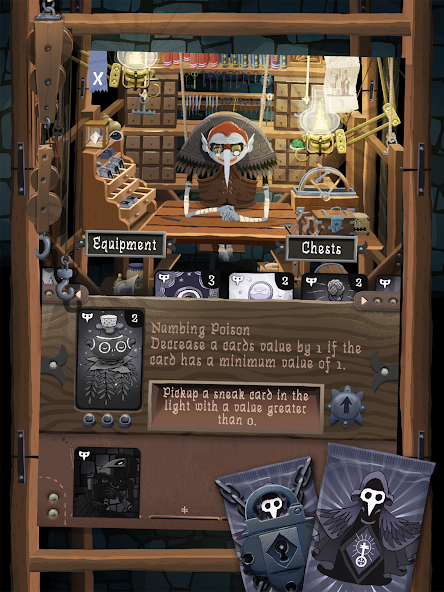 X
Equipment
Chests
3
2
2
2
Numbing Poison
Decrease a cards value by 1 if the
card has a minimum value of 1.
Pickup a sneak card in the
light with a value greater
than 0.